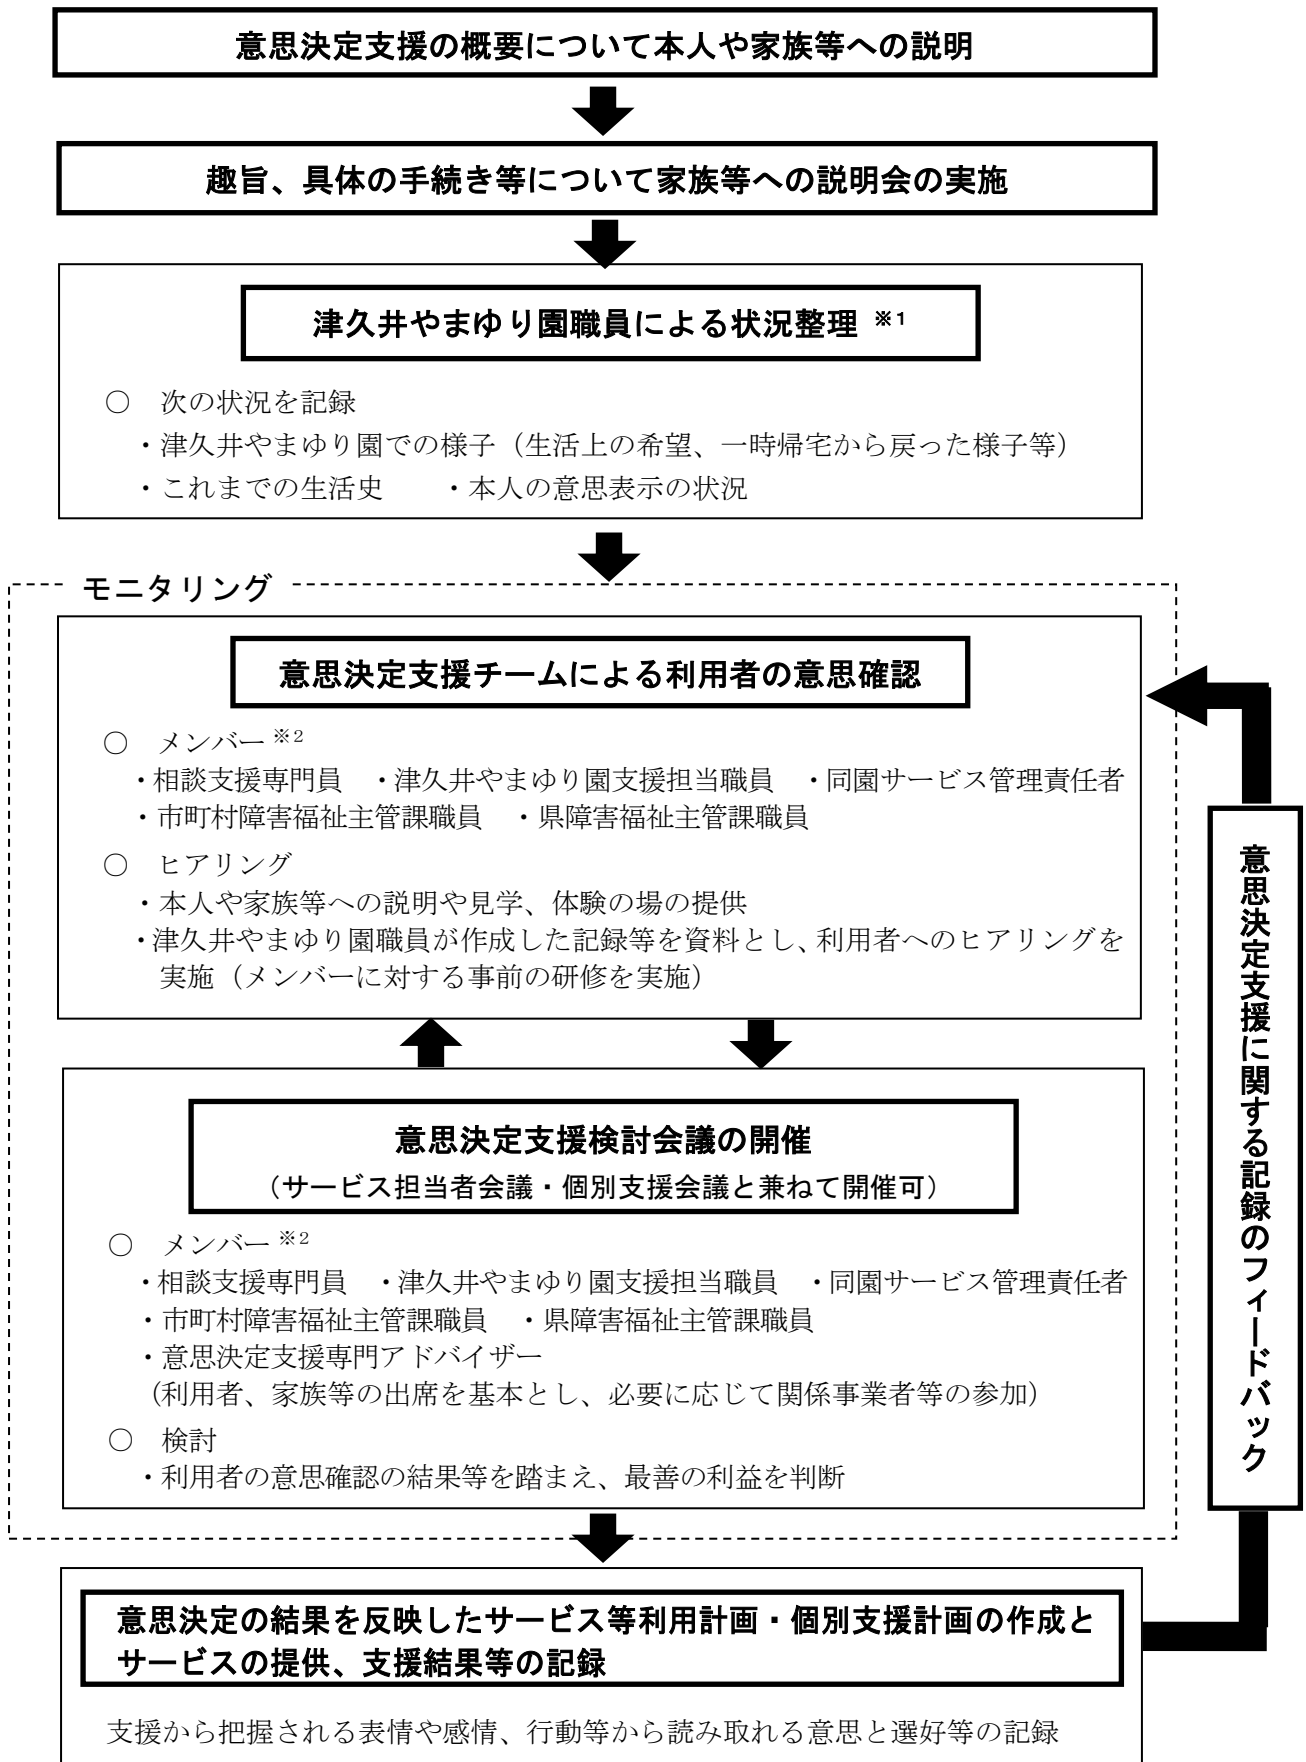 意思決定支援の概要について本人や家族等への説明
趣旨、具体の手続き等について家族等への説明会の実施
津久井やまゆり園職員による状況整理 ※1
○ 次の状況を記録
・津久井やまゆり園での様子（生活上の希望、一時帰宅から戻った様子等）
・これまでの生活史 ・本人の意思表示の状況
モニタリング
意思決定支援チームによる利用者の意思確認
○ メンバー※2
・相談支援専門員 ・津久井やまゆり園支援担当職員 ・同園サービス管理責任者
・市町村障害福祉主管課職員 ・県障害福祉主管課職員
○ ヒアリング
・本人や家族等への説明や見学、体験の場の提供
・津久井やまゆり園職員が作成した記録等を資料とし、利用者へのヒアリングを
実施（メンバーに対する事前の研修を実施）
意思決定支援検討会議の開催
（サービス担当者会議・個別支援会議と兼ねて開催可）
○ メンバー※2
・相談支援専門員 ・津久井やまゆり園支援担当職員 ・同園サービス管理責任者
・市町村障害福祉主管課職員 ・県障害福祉主管課職員
・意思決定支援専門アドバイザー
（利用者、家族等の出席を基本とし、必要に応じて関係事業者等の参加）
○ 検討
・利用者の意思確認の結果等を踏まえ、最善の利益を判断
意思決定の結果を反映したサービス等利用計画・個別支援計画の作成と
サービスの提供、支援結果等の記録
支援から把握される表情や感情、行動等から読み取れる意思と選好等の記録
意思決定支援に関する記録のフィードバック